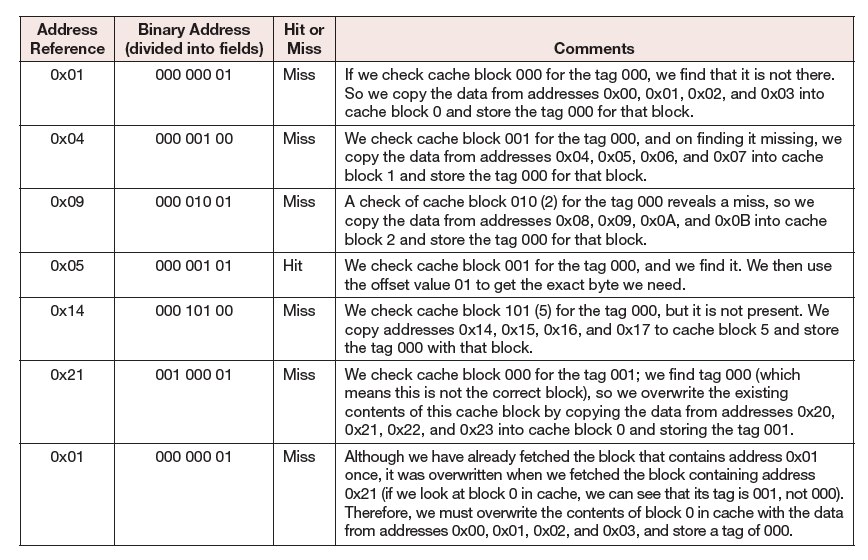 Address Reference | Binary Address (divided into fields) | Hit or Miss | Comments
0x01 | 000 000 01 | Miss | If we check cache block 000 for the tag 000, we find that it is not there.
So we copy the data from addresses 0x00, 0x01, 0x02, and 0x03 into
cache block 0 and store the tag 000 for that block.
0x04 | 000 001 00 | Miss | We check cache block 001 for the tag 000, and on finding it missing, we
copy the data from addresses 0x04, 0x05, 0x06, and 0x07 into cache
block 1 and store the tag 000 for that block.
0x09 | 000 010 01 | Miss | A check of cache block 010 (2) for the tag 000 reveals a miss, so we
copy the data from addresses 0x08, 0x09, 0x0A, and 0x0B into cache
block 2 and store the tag 000 for that block.
0x05 | 000 001 01 | Hit | We check cache block 001 for the tag 000, and we find it. We then use
the offset value 01 to get the exact byte we need.
0x14 | 000 101 00 | Miss | We check cache block 101 (5) for the tag 000, but it is not present. We
copy addresses 0x14, 0x15, 0x16, and 0x17 to cache block 5 and store
the tag 000 with that block.
0x21 | 001 000 01 | Miss | We check cache block 000 for the tag 001; we find tag 000 (which
means this is not the correct block), so we overwrite the existing
contents of this cache block by copying the data from addresses 0x20,
0x21, 0x22, and 0x23 into cache block 0 and storing the tag 001.
0x01 | 000 000 01 | Miss | Although we have already fetched the block that contains address 0x01
once, it was overwritten when we fetched the block containing address
0x21 (if we look at block 0 in cache, we can see that its tag is 001, not 000).
Therefore, we must overwrite the contents of block 0 in cache with the data
from addresses 0x00, 0x01, 0x02, and 0x03, and store a tag of 000.